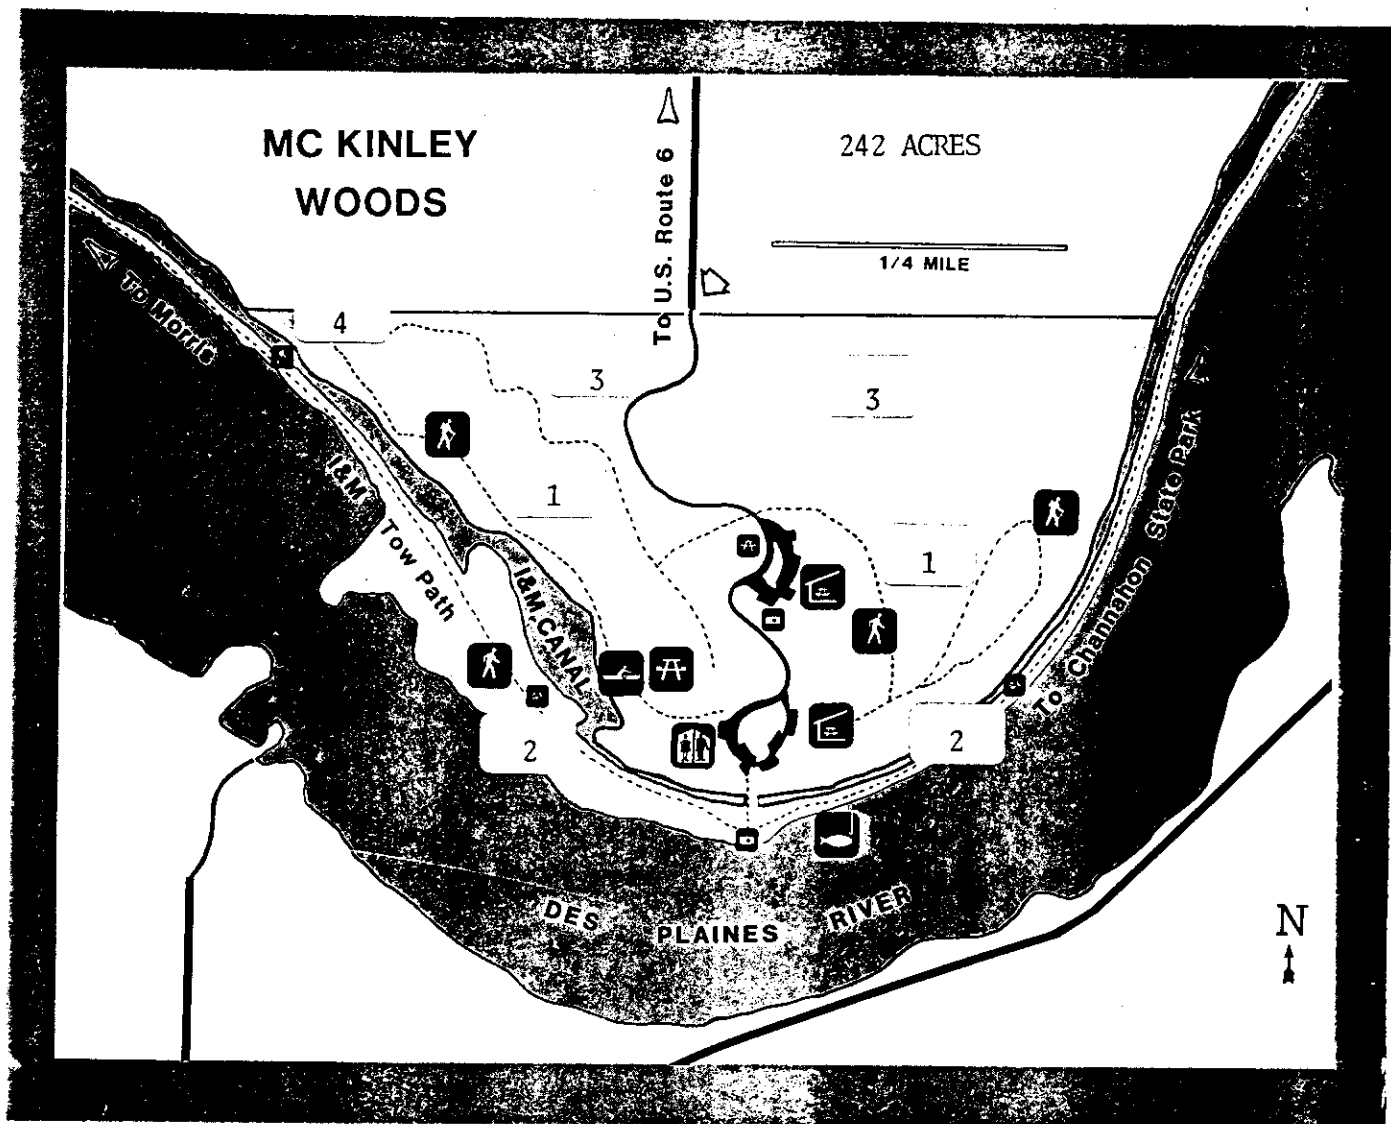 MC KINLEY
WOODS
To U.S. Route 6
242 ACRES
1/4 MILE
To Morris
4
3
3
I&M
Tow Path
1
1
I&M CANAL
To Channahon State Park
2
2
DES PLAINES RIVER
N